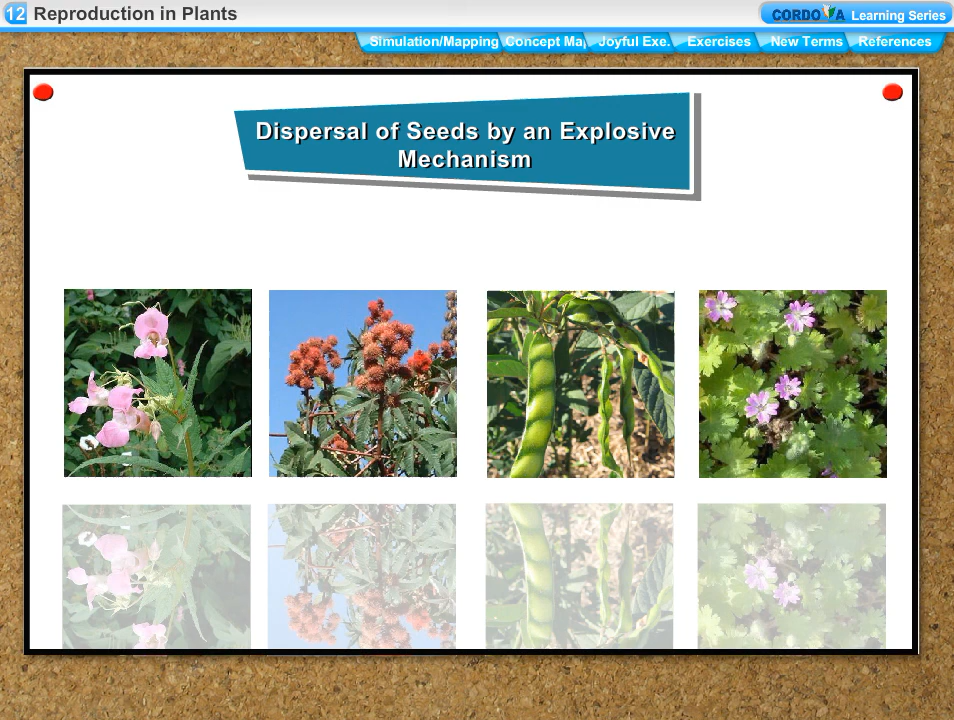 12 Reproduction in Plants
CORDOVA Learning Series
Simulation/Mapping Concept Ma Joyful Exe. Exercises New Terms References
Dispersal of Seeds by an Explosive
Mechanism